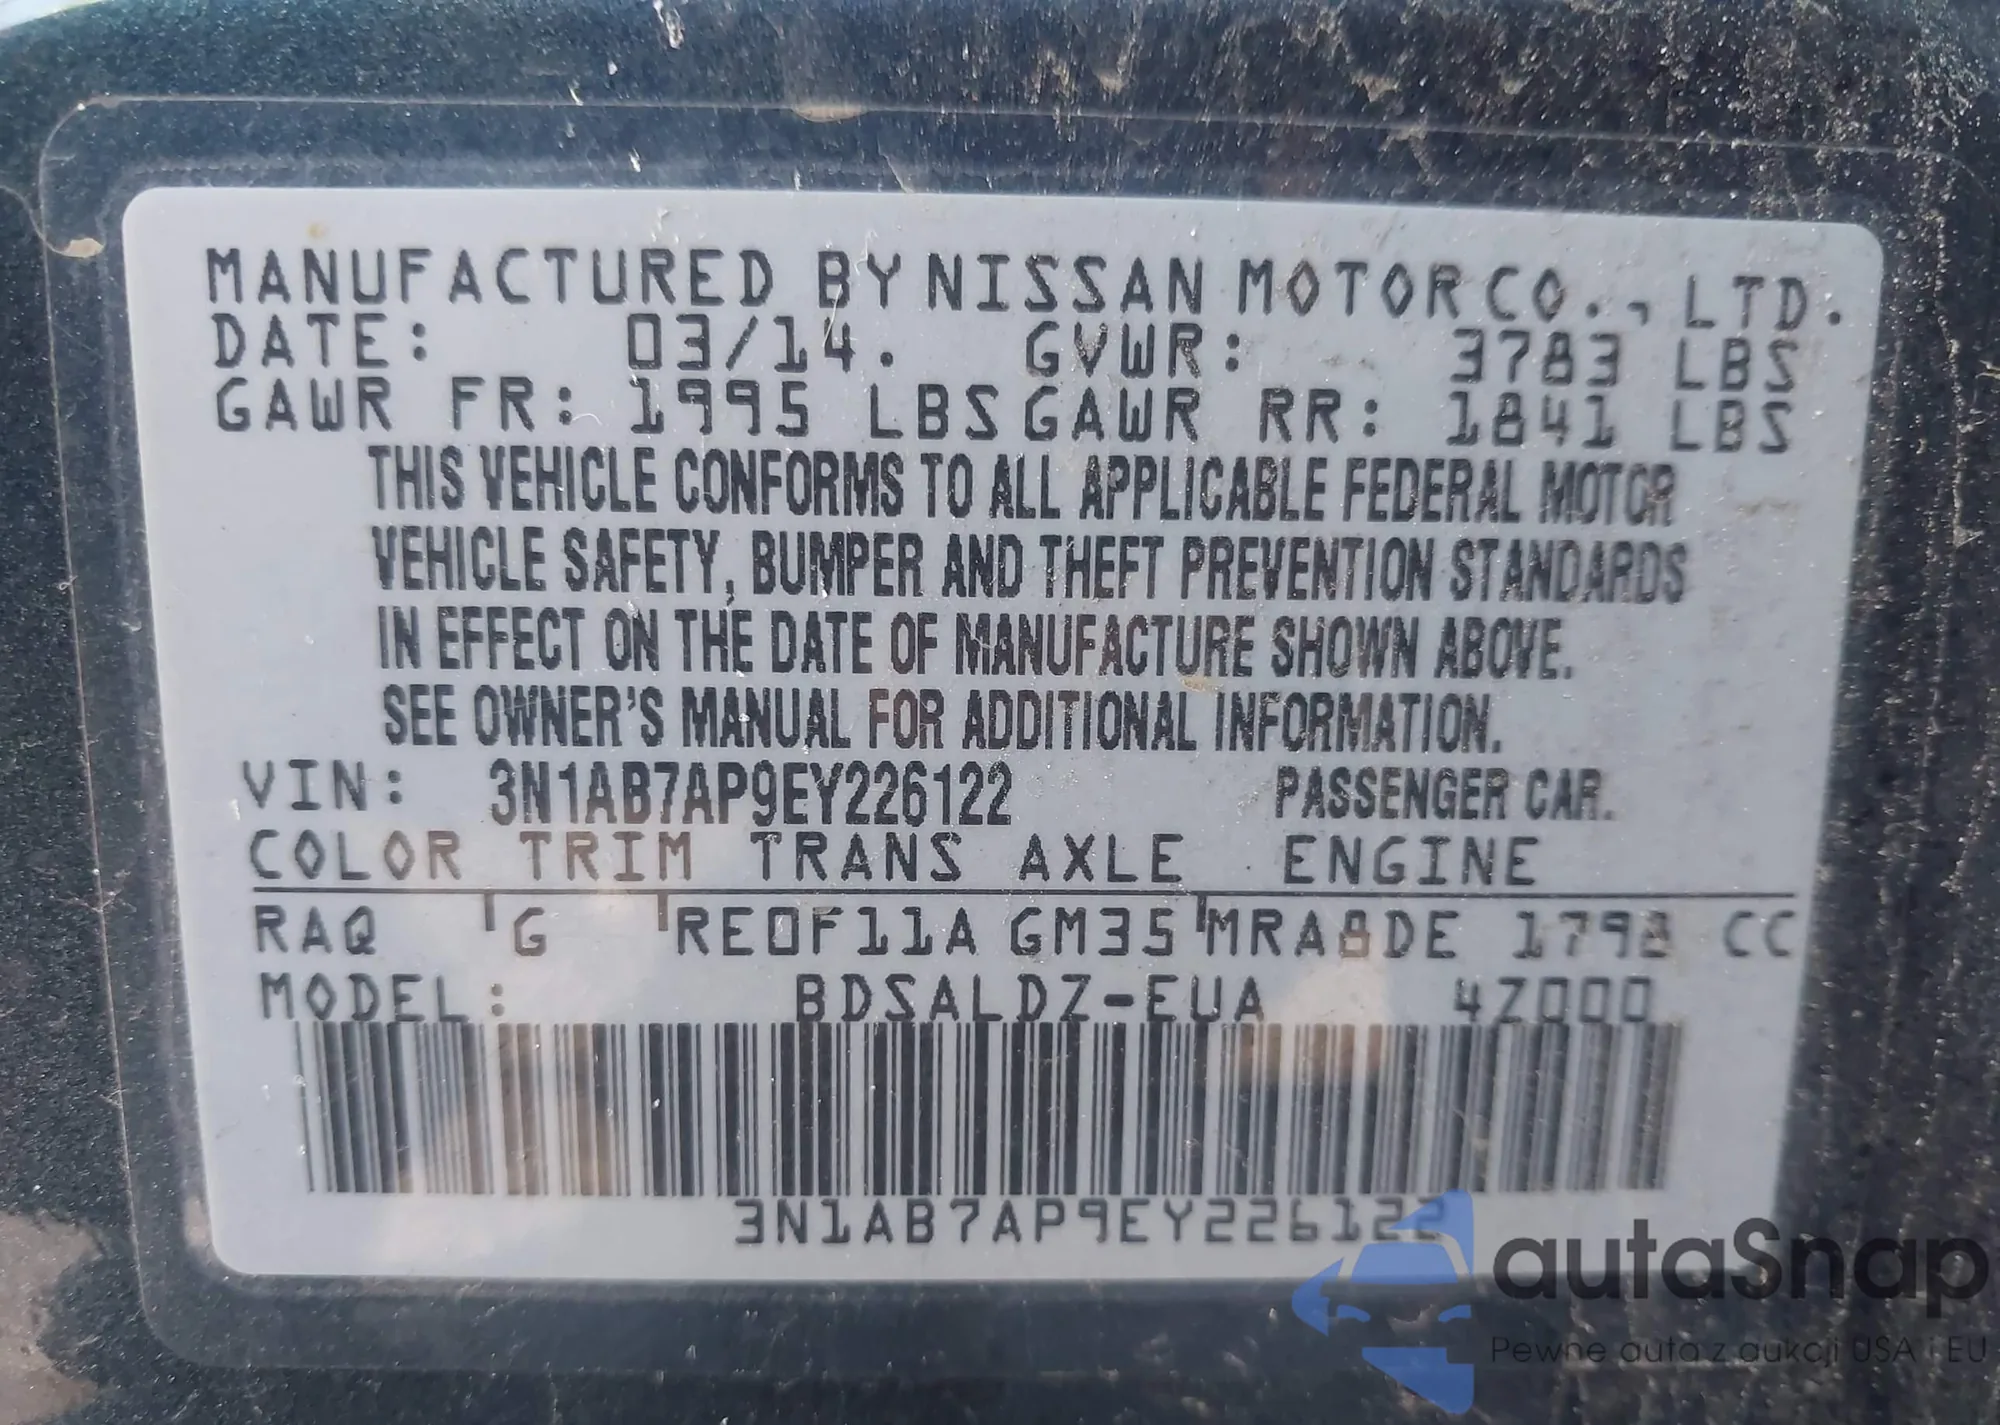 MANUFACTURED BY NISSAN MOTOR CO., LTD.
DATE: 03/14. GVWR: 3783 LBS
GAWR FR: 1995 LBS GAWR RR: 1841 LBS
THIS VEHICLE CONFORMS TO ALL APPLICABLE FEDERAL MOTOR
VEHICLE SAFETY, BUMPER AND THEFT PREVENTION STANDARDS
IN EFFECT ON THE DATE OF MANUFACTURE SHOWN ABOVE.
SEE OWNER'S MANUAL FOR ADDITIONAL INFORMATION.
VIN: 3N1AB7AP9EY226122 PASSENGER CAR.
COLOR TRIM TRANS AXLE ENGINE
RAQ G RE0F11A GM35 MRA8DE 1798 CC
MODEL: BDSALDZ-EUA 4Z000
3N1AB7AP9EY226122
autaSnap
Pewne auta z aukcji USA i EU